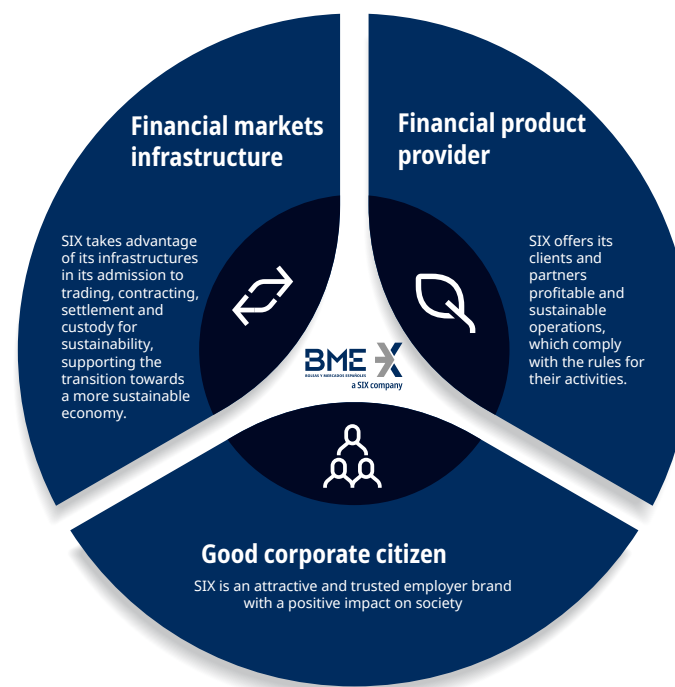 Financial markets
infrastructure
SIX takes advantage
of its infrastructures
in its admission to
trading, contracting,
settlement and
custody for
sustainability,
supporting the
transition towards
a more sustainable
economy.
Financial product
provider
SIX offers its
clients and
partners
profitable and
sustainable
operations,
which comply
with the rules for
their activities.
BME X
BOLSAS Y MERCADOS ESPAÑOLES
a SIX company
Good corporate citizen
SIX is an attractive and trusted employer brand
with a positive impact on society